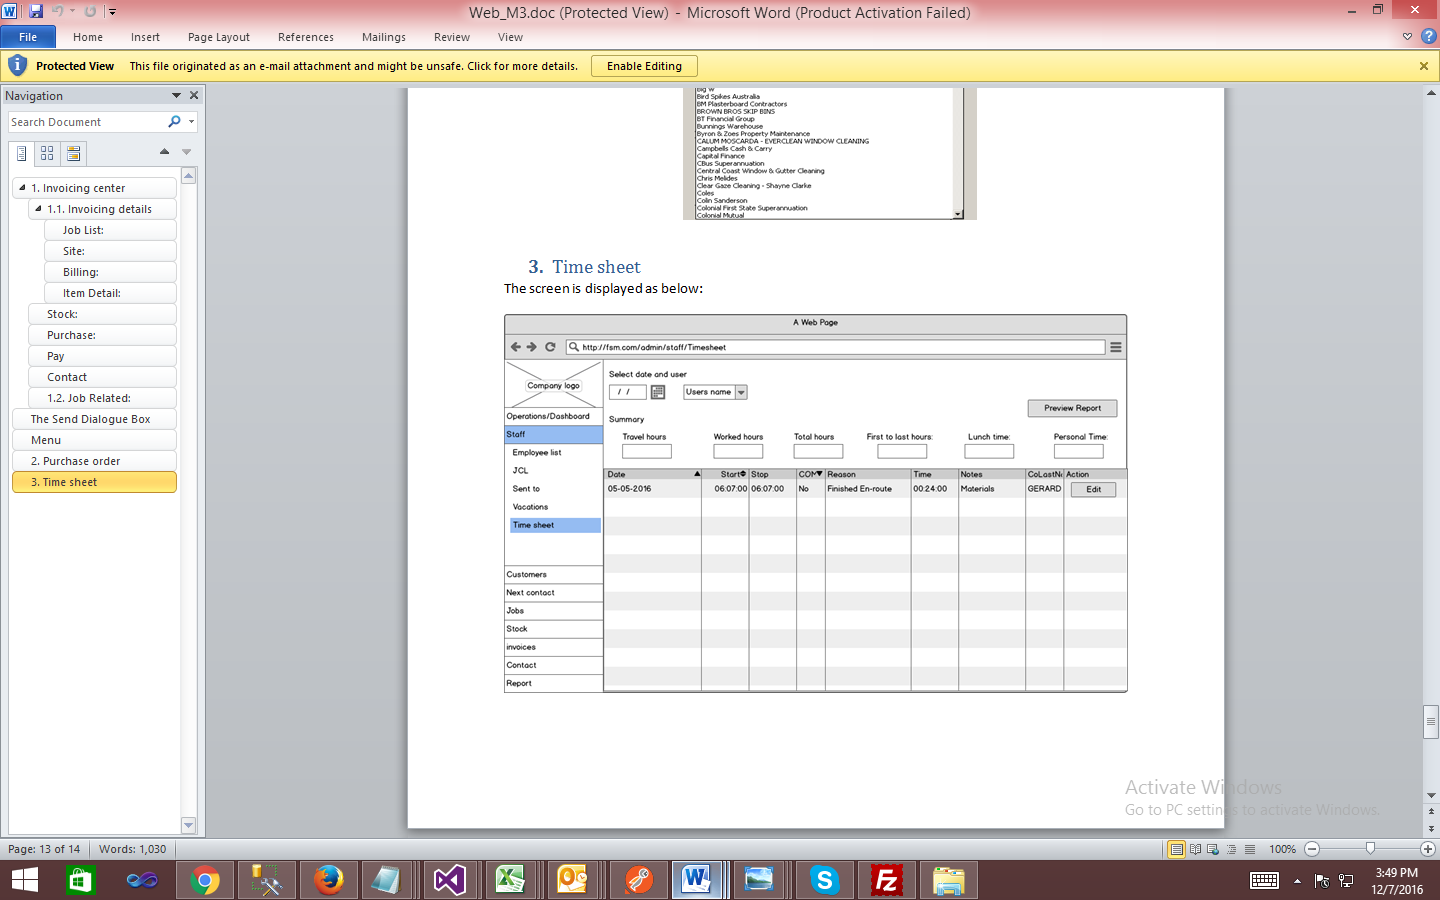 Web_M3.doc (Protected View) - Microsoft Word (Product Activation Failed)
File Home Insert Page Layout References Mailings Review View
Protected View This file originated as an e-mail attachment and might be unsafe. Click for more details. Enable Editing
Navigation
Search Document
1. Invoicing center
1.1. Invoicing details
Job List:
Site:
Billing:
Item Detail:
Stock:
Purchase:
Pay
Contact
1.2. Job Related:
The Send Dialogue Box
Menu
2. Purchase order
3. Time sheet
Big W
Bird Spikes Australia
BM Plasterboard Contractors
BROWN BROS SKIP BINS
BT Financial Group
Bunnings Warehouse
Byron & Zoes Property Maintenance
CALUM MOSCARDA - EVERCLEAN WINDOW CLEANING
Campbells Cash & Carry
Capital Finance
CBus Superannuation
Central Coast Window & Gutter Cleaning
Chris Melides
Clear Gaze Cleaning - Shayne Clarke
Coles
Colin Sanderson
Colonial First State Superannuation
Colonial Mutual
3. Time sheet
The screen is displayed as below:
A Web Page
http://fsm.com/admin/staff/Timesheet
Company logo
Operations/Dashboard
Staff
Employee list
JCL
Sent to
Vacations
Time sheet
Customers
Next contact
Jobs
Stock
invoices
Contact
Report
Select date and user
/ / Users name
Preview Report
Summary
Travel hours Worked hours Total hours First to last hours: Lunch time: Personal Time:
Date Start Stop COM Reason Time Notes CoLastN Action
05-05-2016 06:07:00 06:07:00 No Finished En-route 00:24:00 Materials GERARD Edit
Activate Windows
Go to PC settings to activate Windows.
Page: 13 of 14 Words: 1,030 100%
3:49 PM
12/7/2016